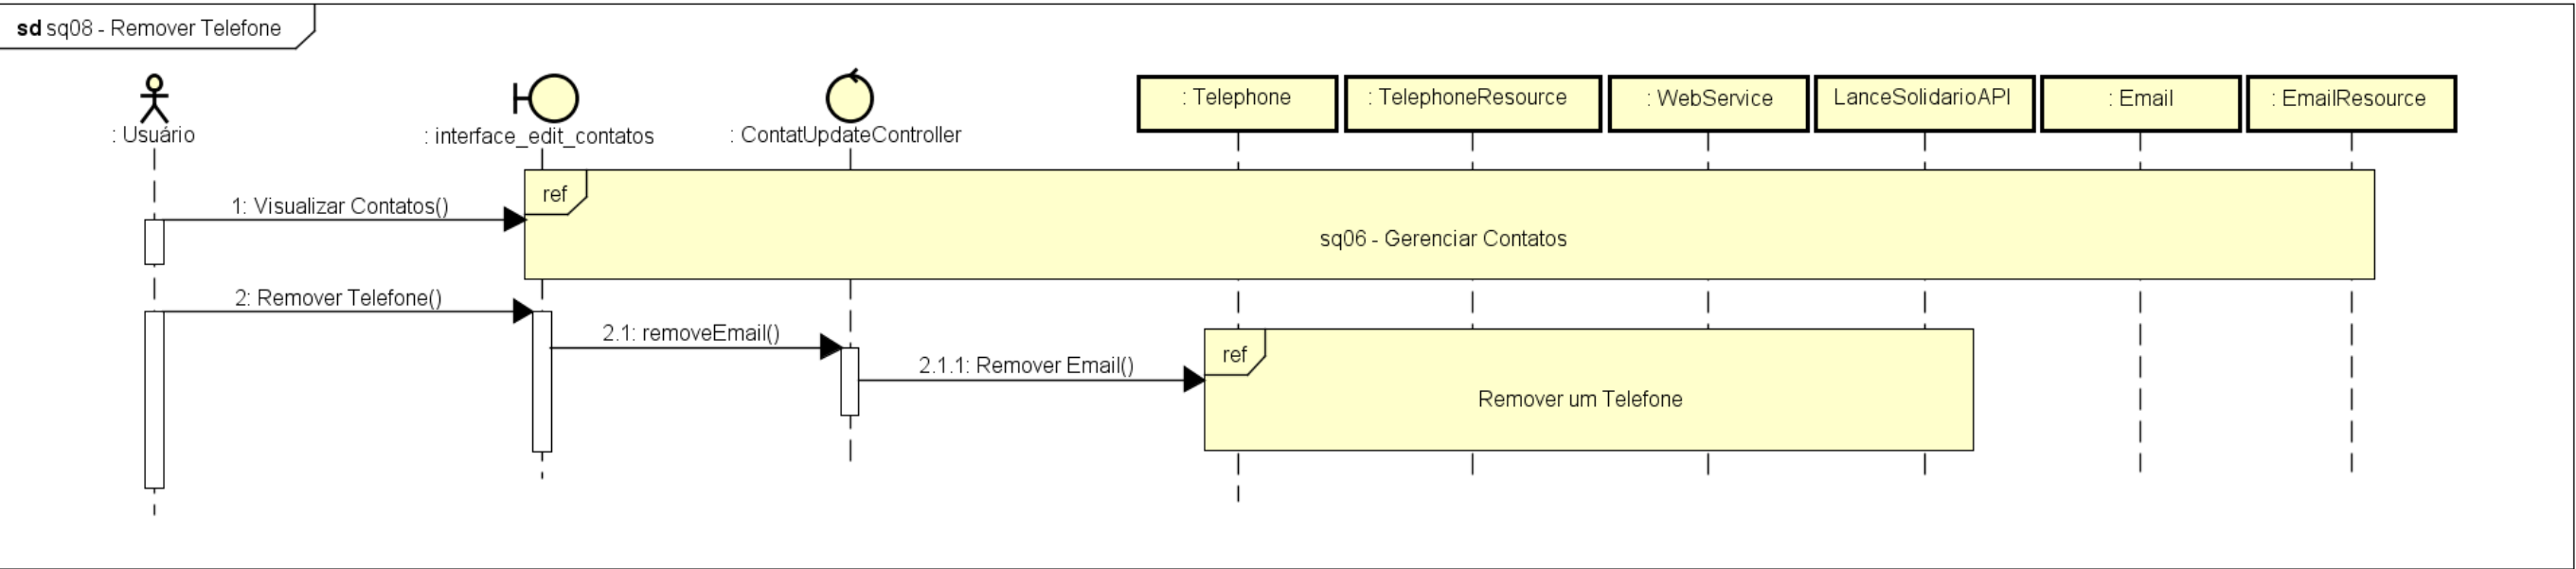 sd sq08 - Remover Telefone
: Usuário
: interface_edit_contatos
: ContatUpdateController
: Telephone
: TelephoneResource
: WebService
LanceSolidarioAPI
: Email
: EmailResource
ref
1: Visualizar Contatos()
sq06 - Gerenciar Contatos
2: Remover Telefone()
2.1: removeEmail()
ref
2.1.1: Remover Email()
Remover um Telefone